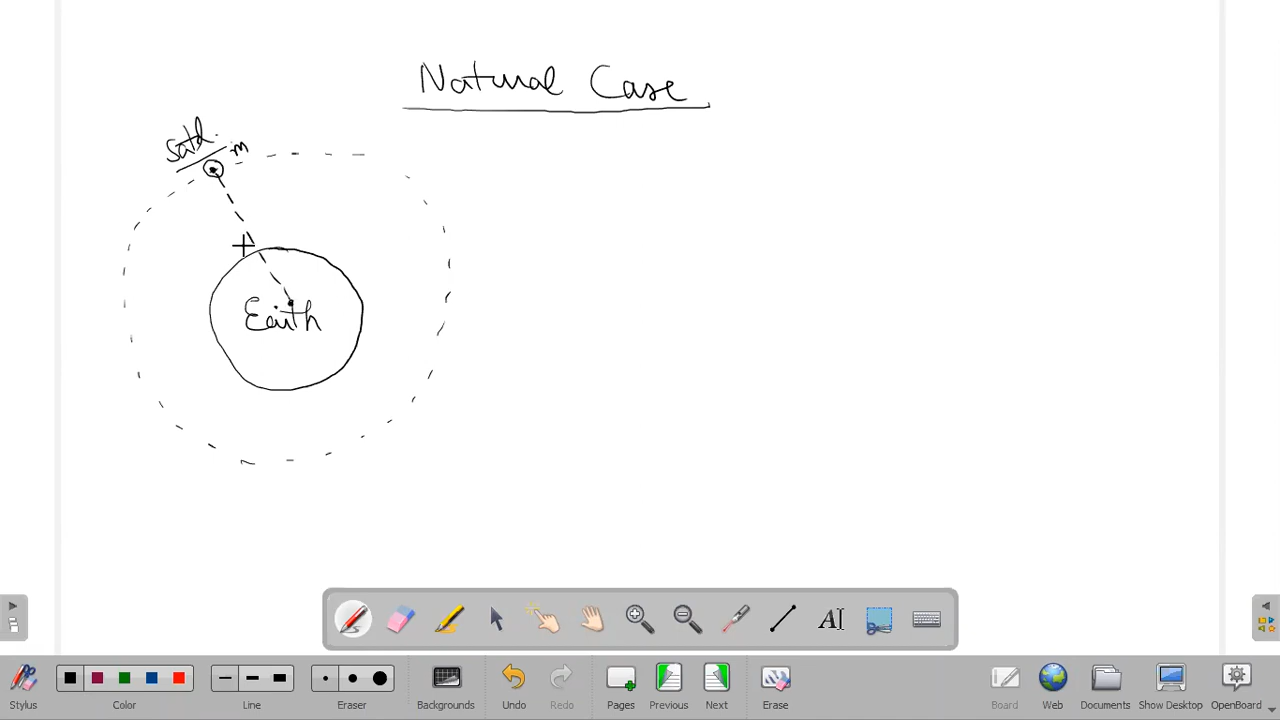 Natural Case
Satel.
m
Earth
Stylus
Color
Line
Eraser
Backgrounds
Undo
Redo
Pages
Previous
Next
Erase
Board
Web
Documents
Show Desktop
OpenBoard